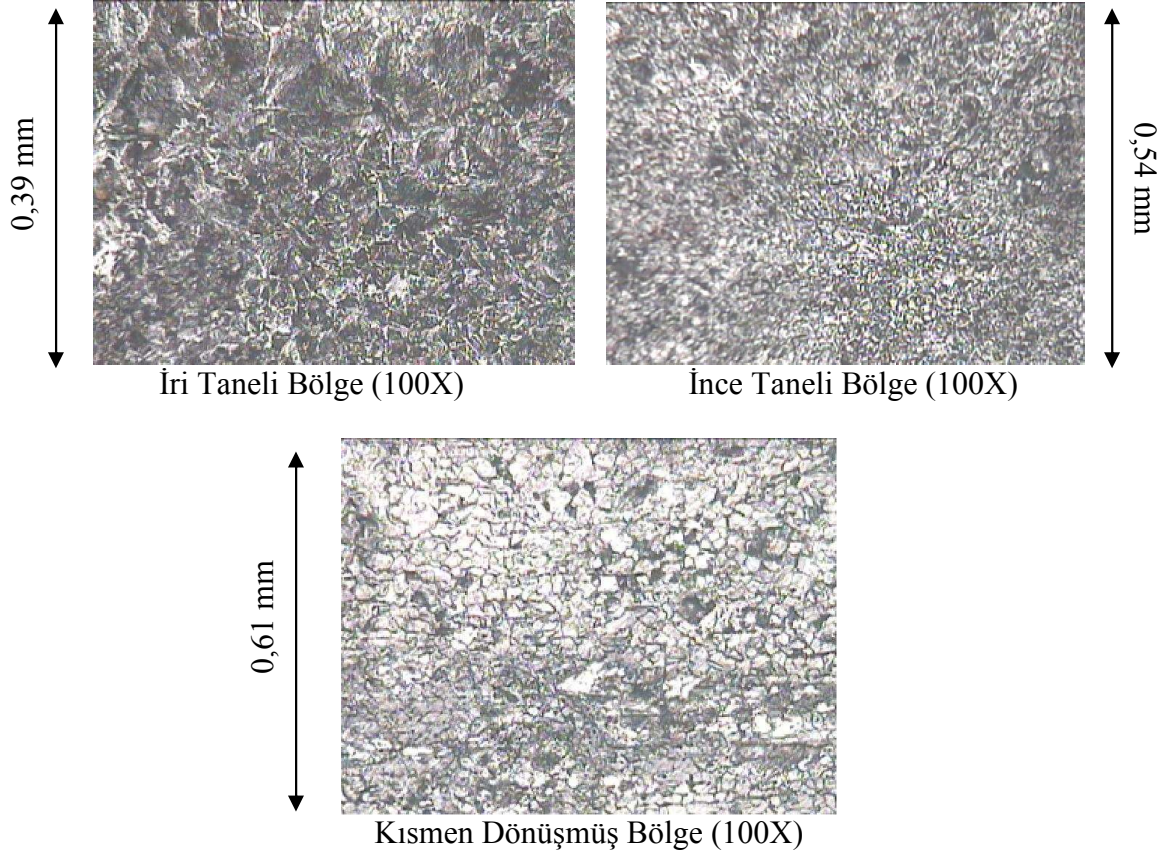 0,39 mm
0,54 mm
İri Taneli Bölge (100X)
İnce Taneli Bölge (100X)
0,61 mm
Kısmen Dönüşmüş Bölge (100X)